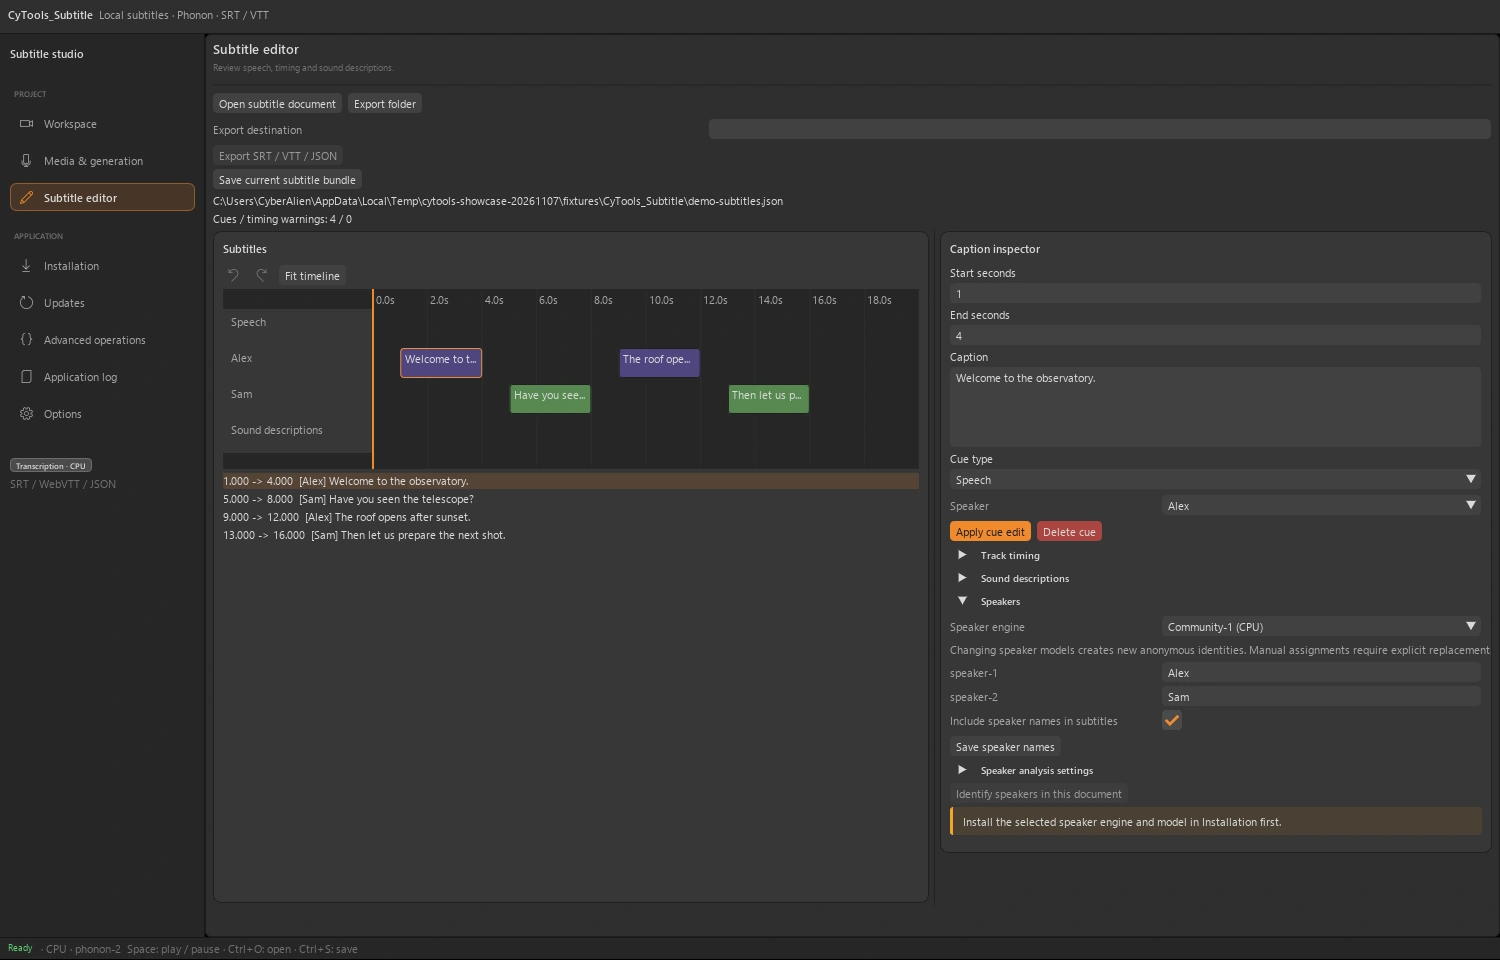 CyTools_Subtitle Local subtitles · Phonon · SRT / VTT
Subtitle studio
PROJECT
Workspace
Media & generation
Subtitle editor
APPLICATION
Installation
Updates
Advanced operations
Application log
Options
Transcription · CPU
SRT / WebVTT / JSON
Subtitle editor
Review speech, timing and sound descriptions.
Open subtitle document Export folder
Export destination
Export SRT / VTT / JSON
Save current subtitle bundle
C:\Users\CyberAlien\AppData\Local\Temp\cytools-showcase-20261107\fixtures\CyTools_Subtitle\demo-subtitles.json
Cues / timing warnings: 4 / 0
Subtitles
Fit timeline
0.0s 2.0s 4.0s 6.0s 8.0s 10.0s 12.0s 14.0s 16.0s 18.0s
Speech
Alex Welcome to t... The roof ope...
Sam Have you see... Then let us p...
Sound descriptions
1.000 -> 4.000 [Alex] Welcome to the observatory.
5.000 -> 8.000 [Sam] Have you seen the telescope?
9.000 -> 12.000 [Alex] The roof opens after sunset.
13.000 -> 16.000 [Sam] Then let us prepare the next shot.
Caption inspector
Start seconds
1
End seconds
4
Caption
Welcome to the observatory.
Cue type
Speech
Speaker Alex
Apply cue edit Delete cue
Track timing
Sound descriptions
Speakers
Speaker engine Community-1 (CPU)
Changing speaker models creates new anonymous identities. Manual assignments require explicit replacement
speaker-1 Alex
speaker-2 Sam
Include speaker names in subtitles
Save speaker names
Speaker analysis settings
Identify speakers in this document
Install the selected speaker engine and model in Installation first.
Ready · CPU · phonon-2 Space: play / pause · Ctrl+O: open · Ctrl+S: save